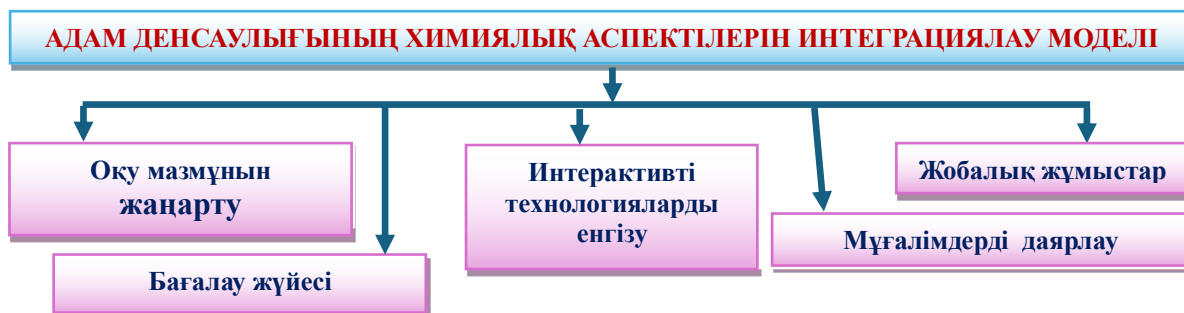 АДАМ ДЕНСАУЛЫҒЫНЫҢ ХИМИЯЛЫҚ АСПЕКТІЛЕРІН ИНТЕГРАЦИЯЛАУ МОДЕЛІ
Оқу мазмұнын
жаңарту
Бағалау жүйесі
Интерактивті
технологияларды
енгізу
Жобалық жұмыстар
Мұғалімдерді даярлау